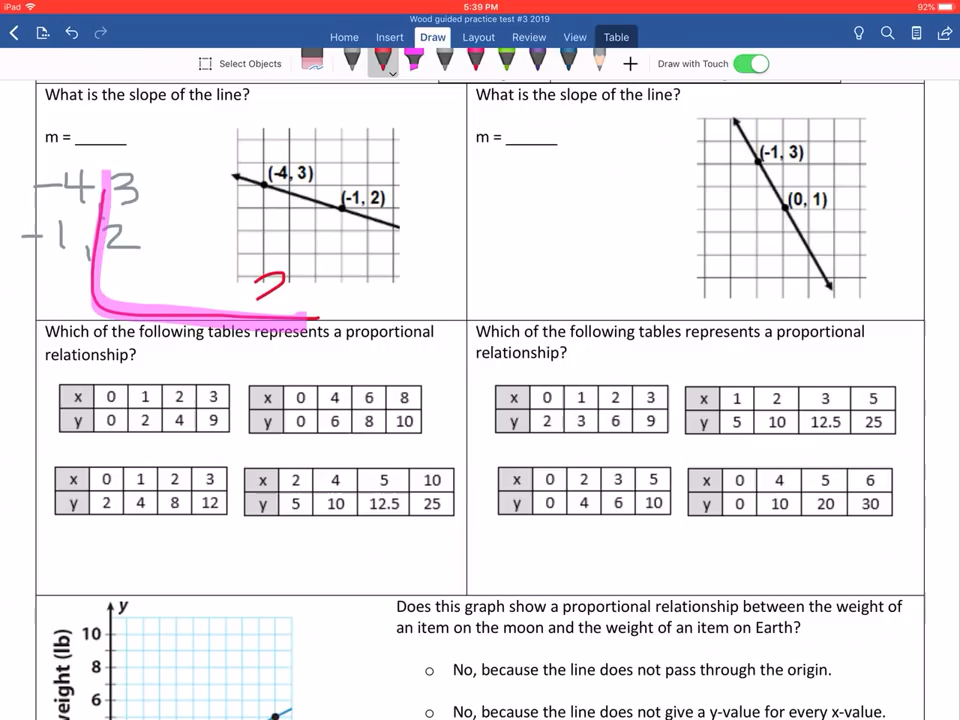 iPad
5:39 PM
92%
Wood guided practice test #3 2019
Home Insert Draw Layout Review View Table
Select Objects
Draw with Touch
What is the slope of the line?
m = ______
-4,3
-1,2
(-4, 3)
(-1, 2)
2
What is the slope of the line?
m = ______
(-1, 3)
(0, 1)
Which of the following tables represents a proportional
relationship?
x 0 1 2 3
y 0 2 4 9
x 0 4 6 8
y 0 6 8 10
x 0 1 2 3
y 2 4 8 12
x 2 4 5 10
y 5 10 12.5 25
Which of the following tables represents a proportional
relationship?
x 0 1 2 3
y 2 3 6 9
x 1 2 3 5
y 5 10 12.5 25
x 0 2 3 5
y 0 4 6 10
x 0 4 5 6
y 0 10 20 30
y
10
8
6
Does this graph show a proportional relationship between the weight of
an item on the moon and the weight of an item on Earth?
o No, because the line does not pass through the origin.
o No, because the line does not give a y-value for every x-value.